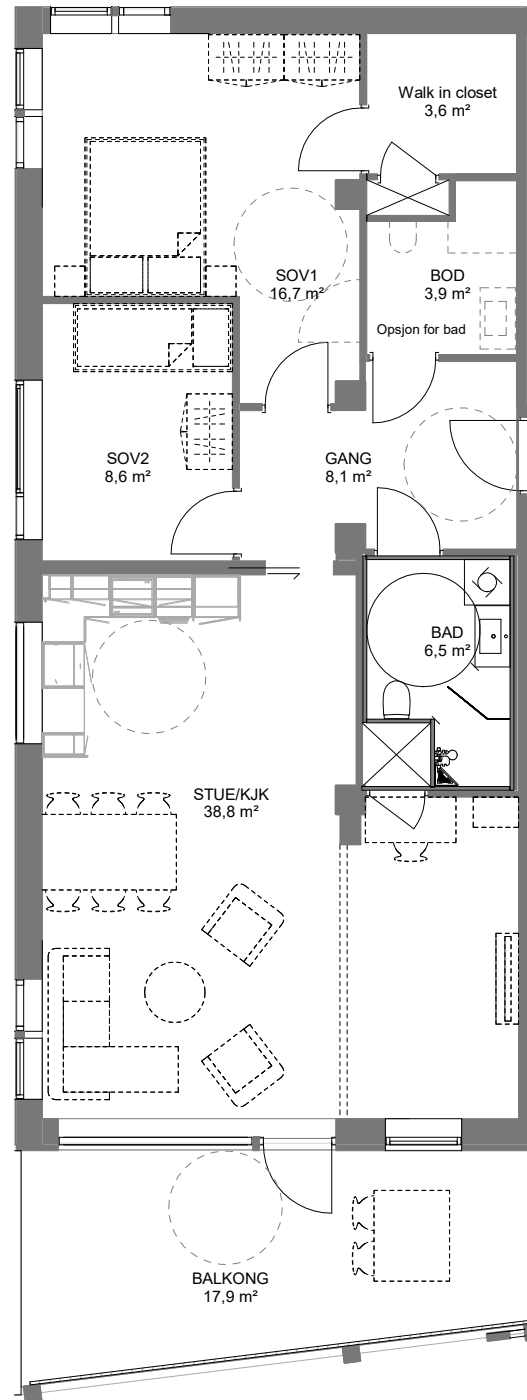 Walk in closet
3,6 m²
SOV1
16,7 m²
BOD
3,9 m²
Opsjon for bad
SOV2
8,6 m²
GANG
8,1 m²
BAD
6,5 m²
STUE/KJK
38,8 m²
BALKONG
17,9 m²